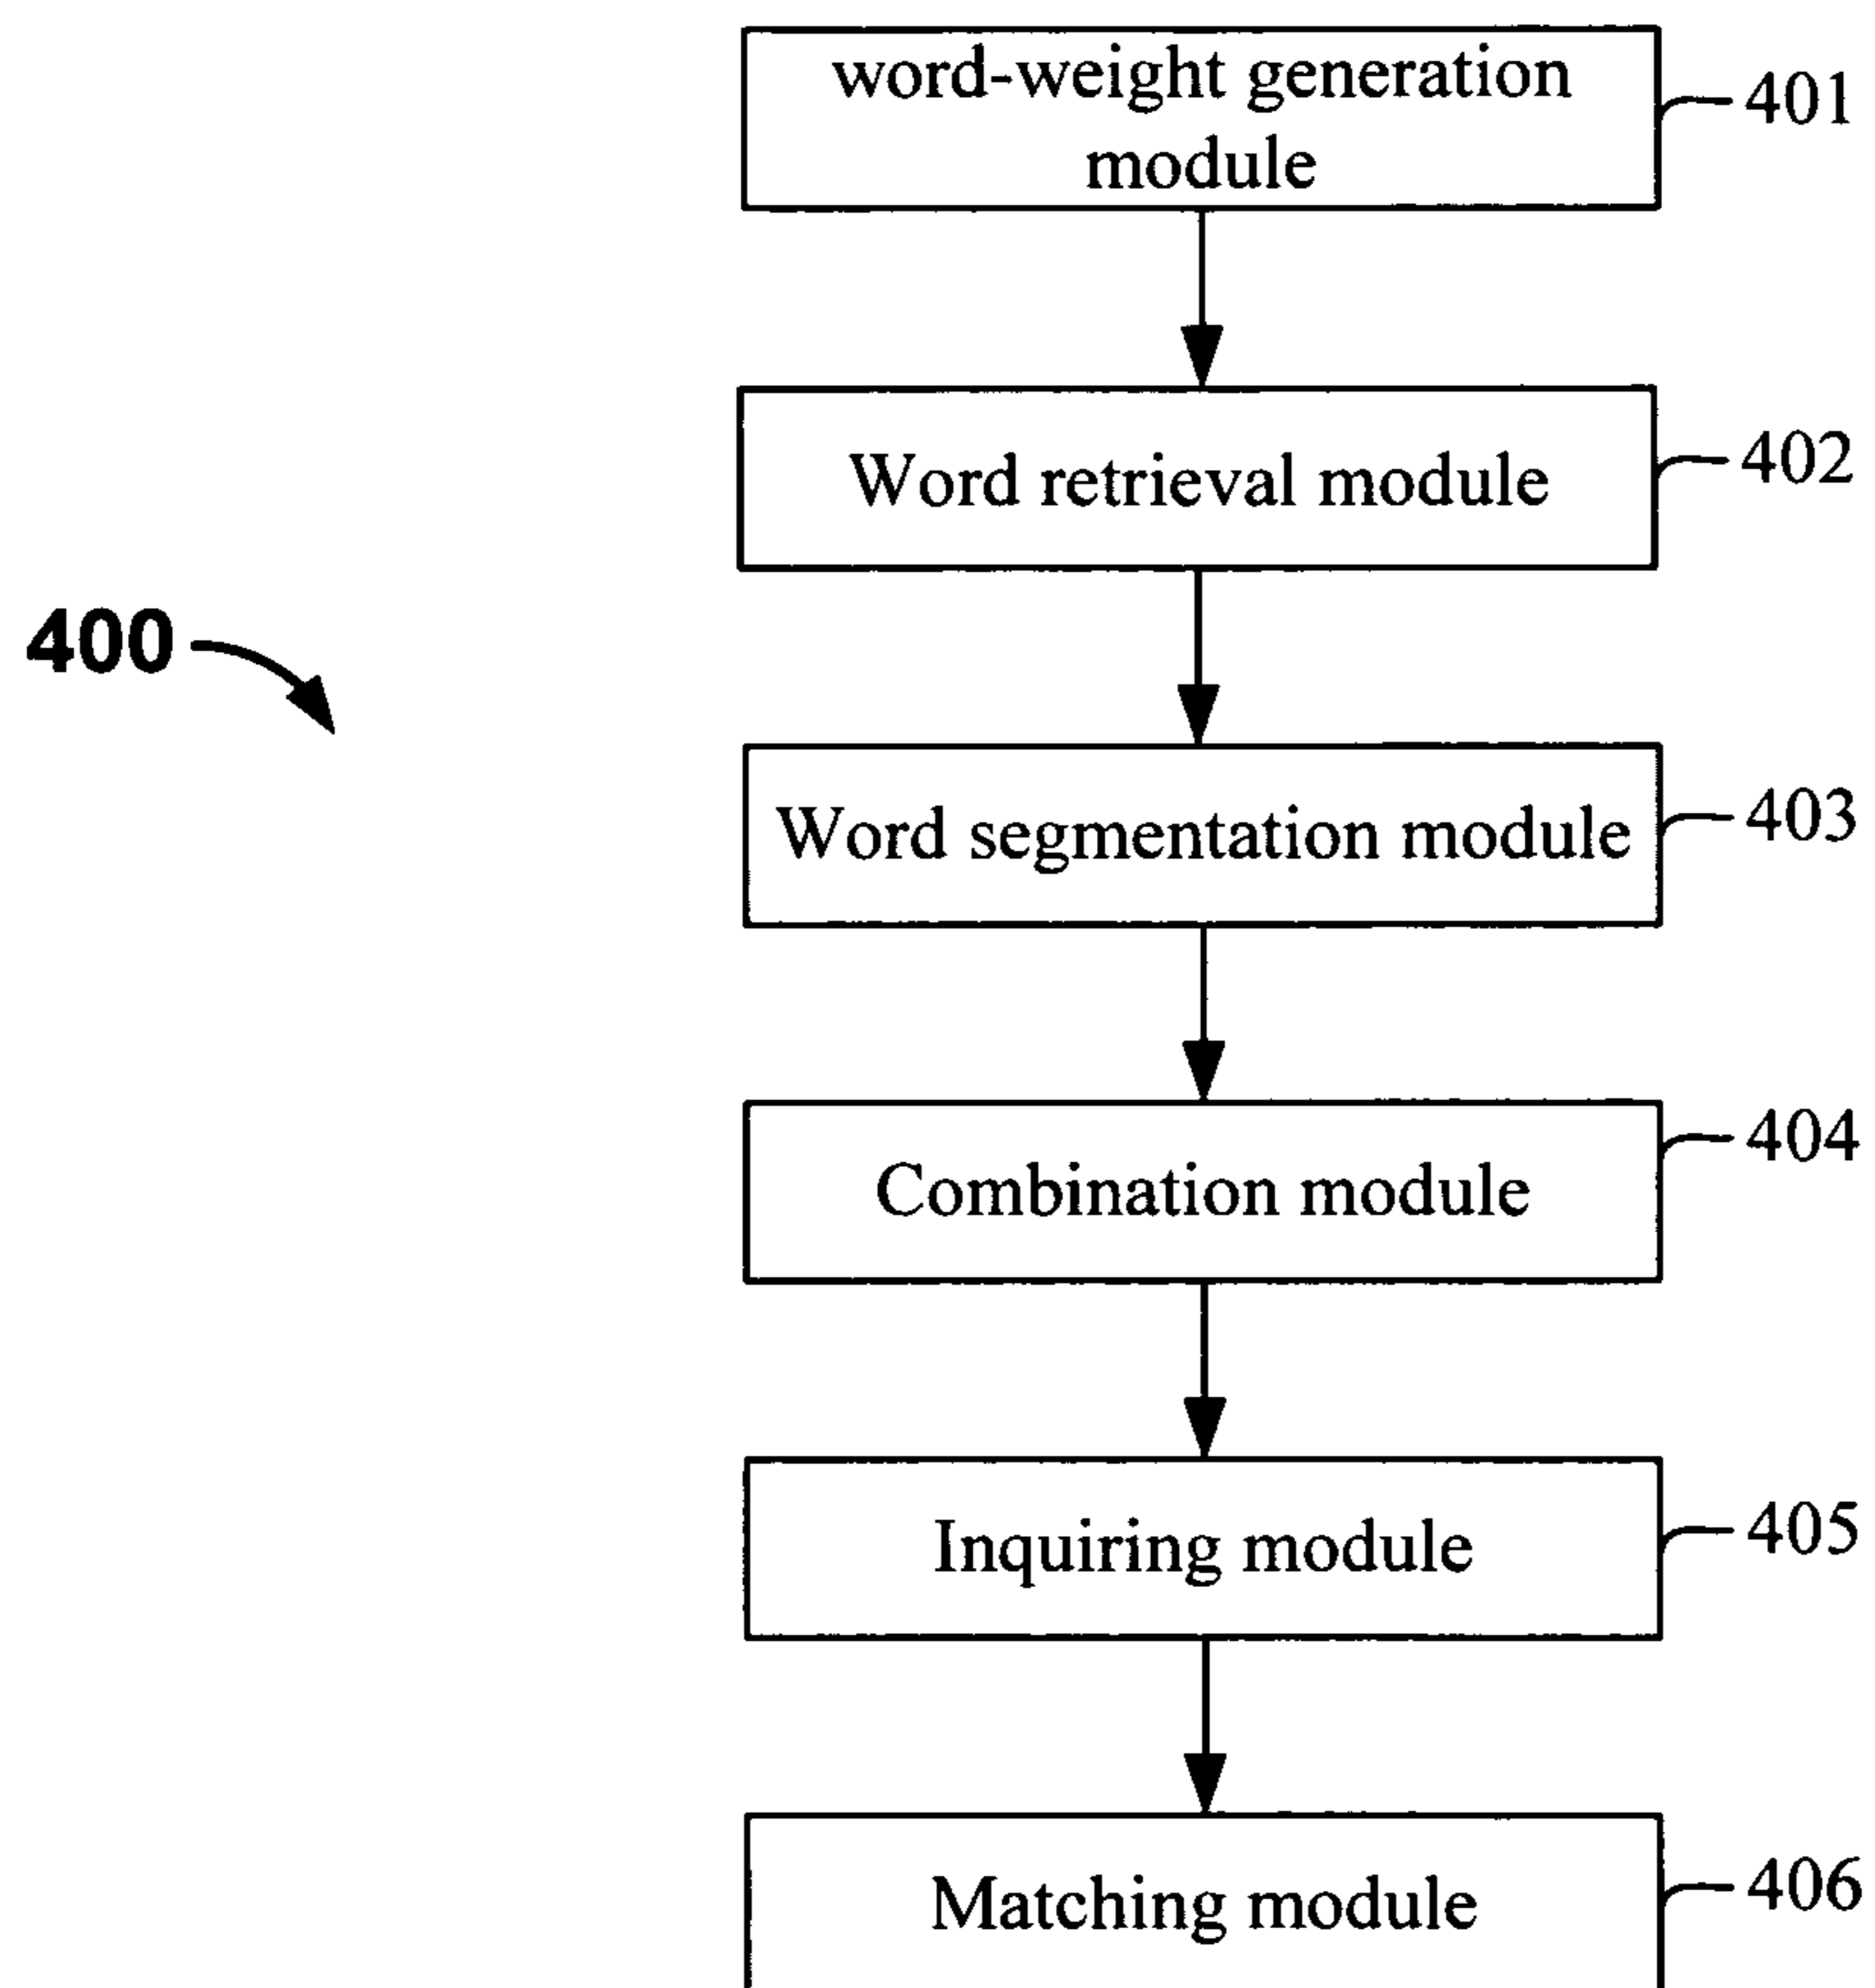 word-weight generation
module
401
Word retrieval module
402
400
Word segmentation module
403
Combination module
404
Inquiring module
405
Matching module
406